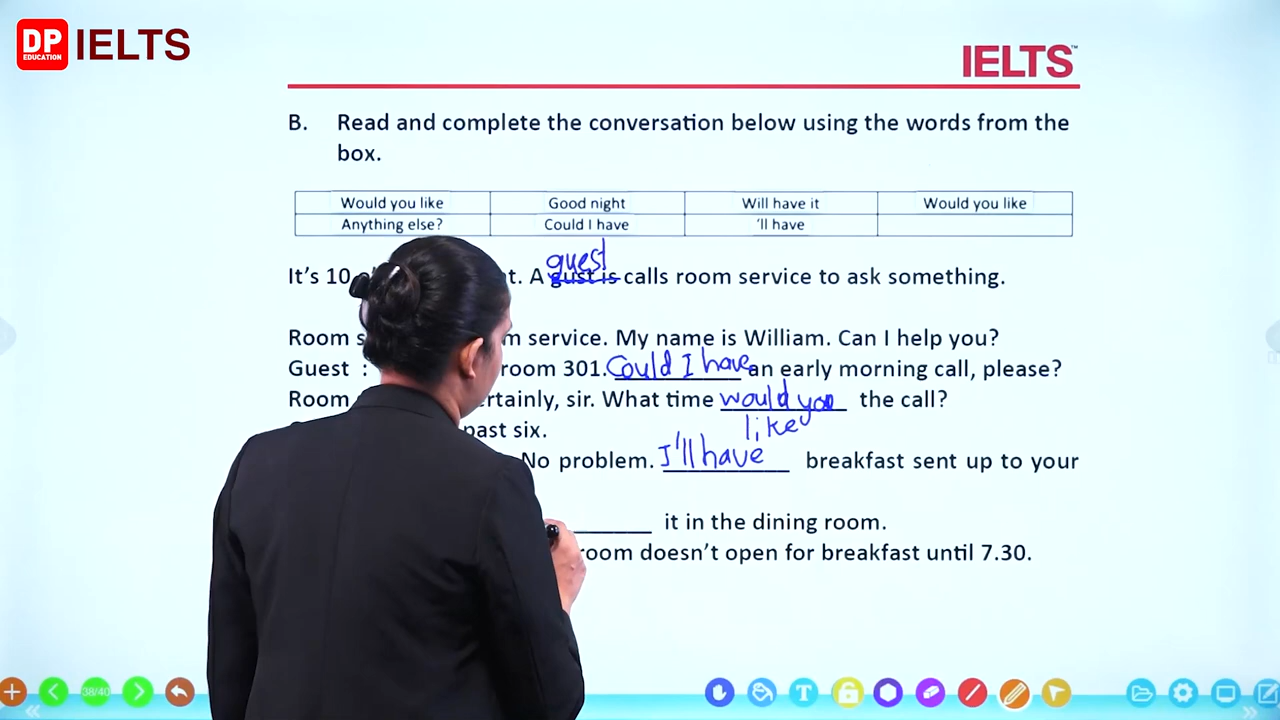 DP EDUCATION IELTS
IELTS™
B. Read and complete the conversation below using the words from the
box.
Would you like Good night Will have it Would you like
Anything else? Could I have 'll have
guest
It's 10 t. A gust is calls room service to ask something.
Room s m service. My name is William. Can I help you?
Guest : room 301. Could I have an early morning call, please?
Room ertainly, sir. What time would you the call?
past six. like
No problem. I'll have breakfast sent up to your
it in the dining room.
room doesn't open for breakfast until 7.30.
38/40